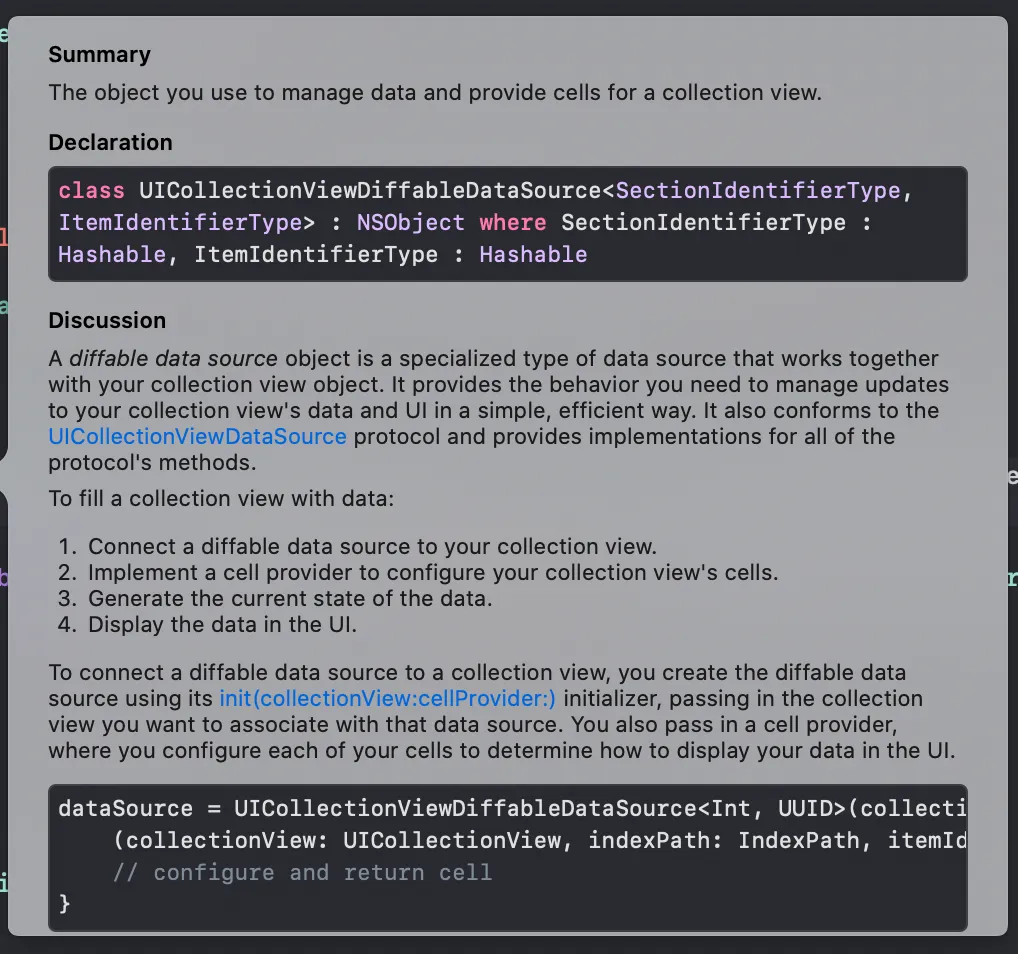 Summary
The object you use to manage data and provide cells for a collection view.
Declaration
class UICollectionViewDiffableDataSource<SectionIdentifierType,
ItemIdentifierType> : NSObject where SectionIdentifierType :
Hashable, ItemIdentifierType : Hashable
Discussion
A diffable data source object is a specialized type of data source that works together
with your collection view object. It provides the behavior you need to manage updates
to your collection view's data and UI in a simple, efficient way. It also conforms to the
UICollectionViewDataSource protocol and provides implementations for all of the
protocol's methods.
To fill a collection view with data:
1. Connect a diffable data source to your collection view.
2. Implement a cell provider to configure your collection view's cells.
3. Generate the current state of the data.
4. Display the data in the UI.
To connect a diffable data source to a collection view, you create the diffable data
source using its init(collectionView:cellProvider:) initializer, passing in the collection
view you want to associate with that data source. You also pass in a cell provider,
where you configure each of your cells to determine how to display your data in the UI.
dataSource = UICollectionViewDiffableDataSource<Int, UUID>(collecti
(collectionView: UICollectionView, indexPath: IndexPath, itemId
// configure and return cell
}